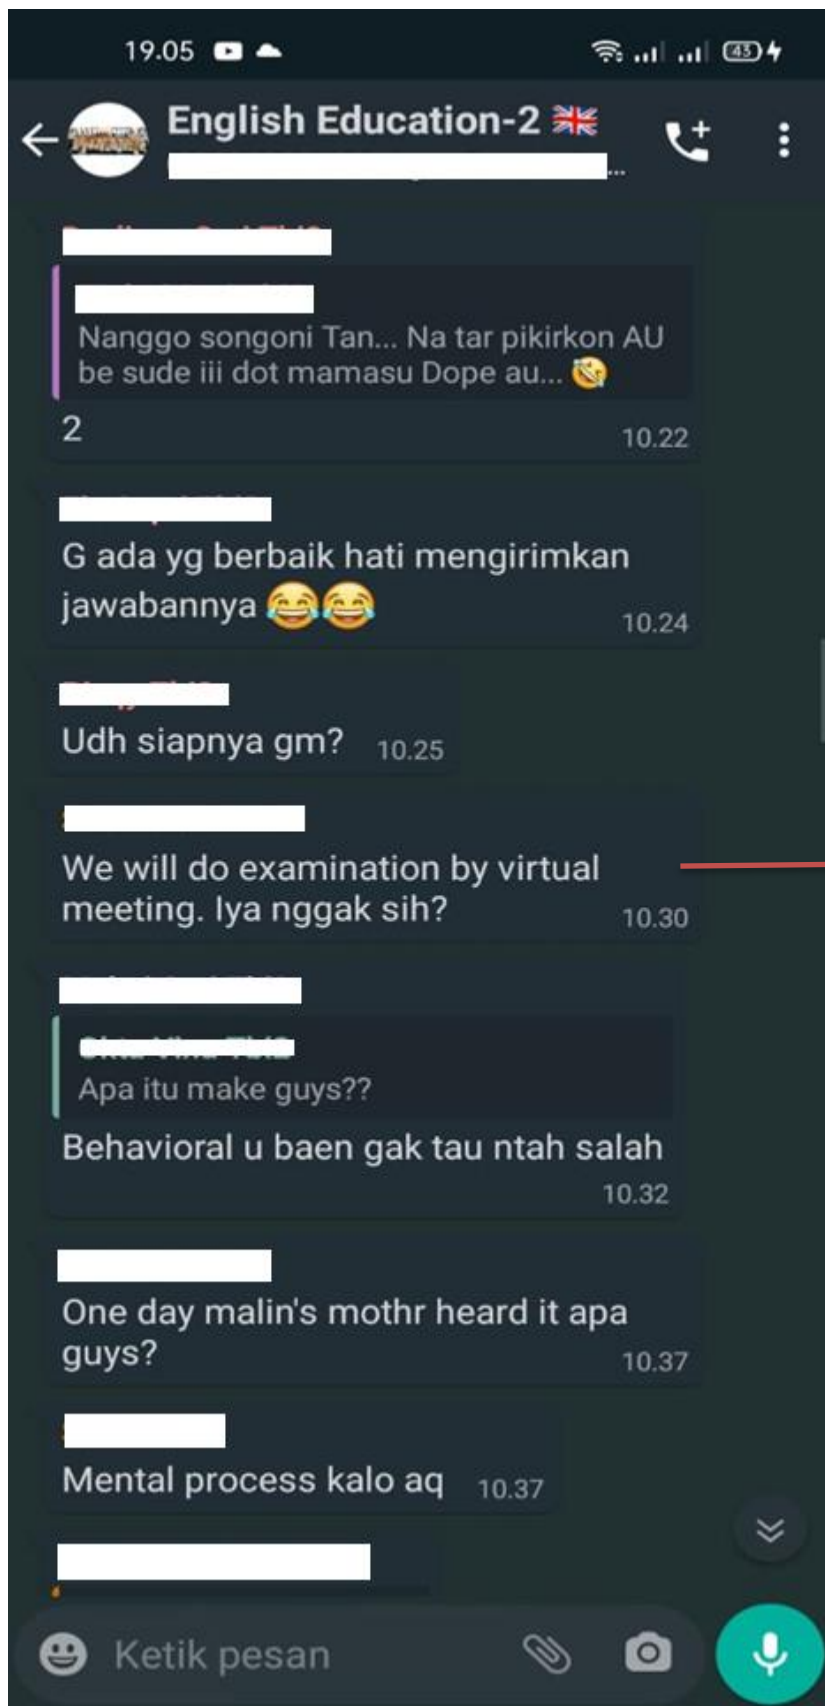 19.05
43
English Education-2
...
Nanggo songoni Tan... Na tar pikirkon AU
be sude iii dot mamasu Dope au... 🤣
2
10.22
G ada yg berbaik hati mengirimkan
jawabannya 😂😂
10.24
Udh siapnya gm? 10.25
We will do examination by virtual
meeting. Iya nggak sih?
10.30
Apa itu make guys??
Behavioral u baen gak tau ntah salah
10.32
One day malin's mothr heard it apa
guys?
10.37
Mental process kalo aq 10.37
Ketik pesan